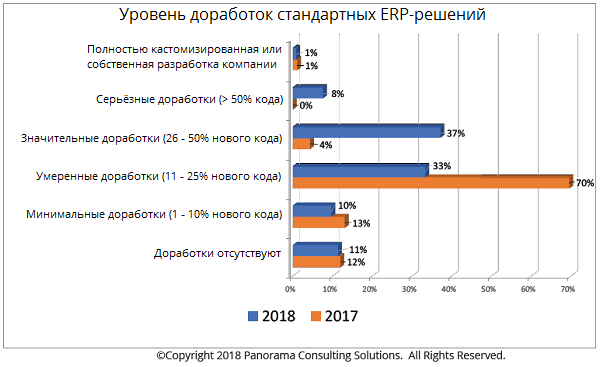 Уровень доработок стандартных ERP-решений
Полностью кастомизированная или
собственная разработка компании
1%
1%
Серьёзные доработки (> 50% кода)
8%
0%
Значительные доработки (26 - 50% нового кода)
37%
4%
Умеренные доработки (11 - 25% нового кода)
33%
70%
Минимальные доработки (1 - 10% нового кода)
10%
13%
Доработки отсутствуют
11%
12%
0% 10% 20% 30% 40% 50% 60% 70%
2018 2017
©Copyright 2018 Panorama Consulting Solutions. All Rights Reserved.